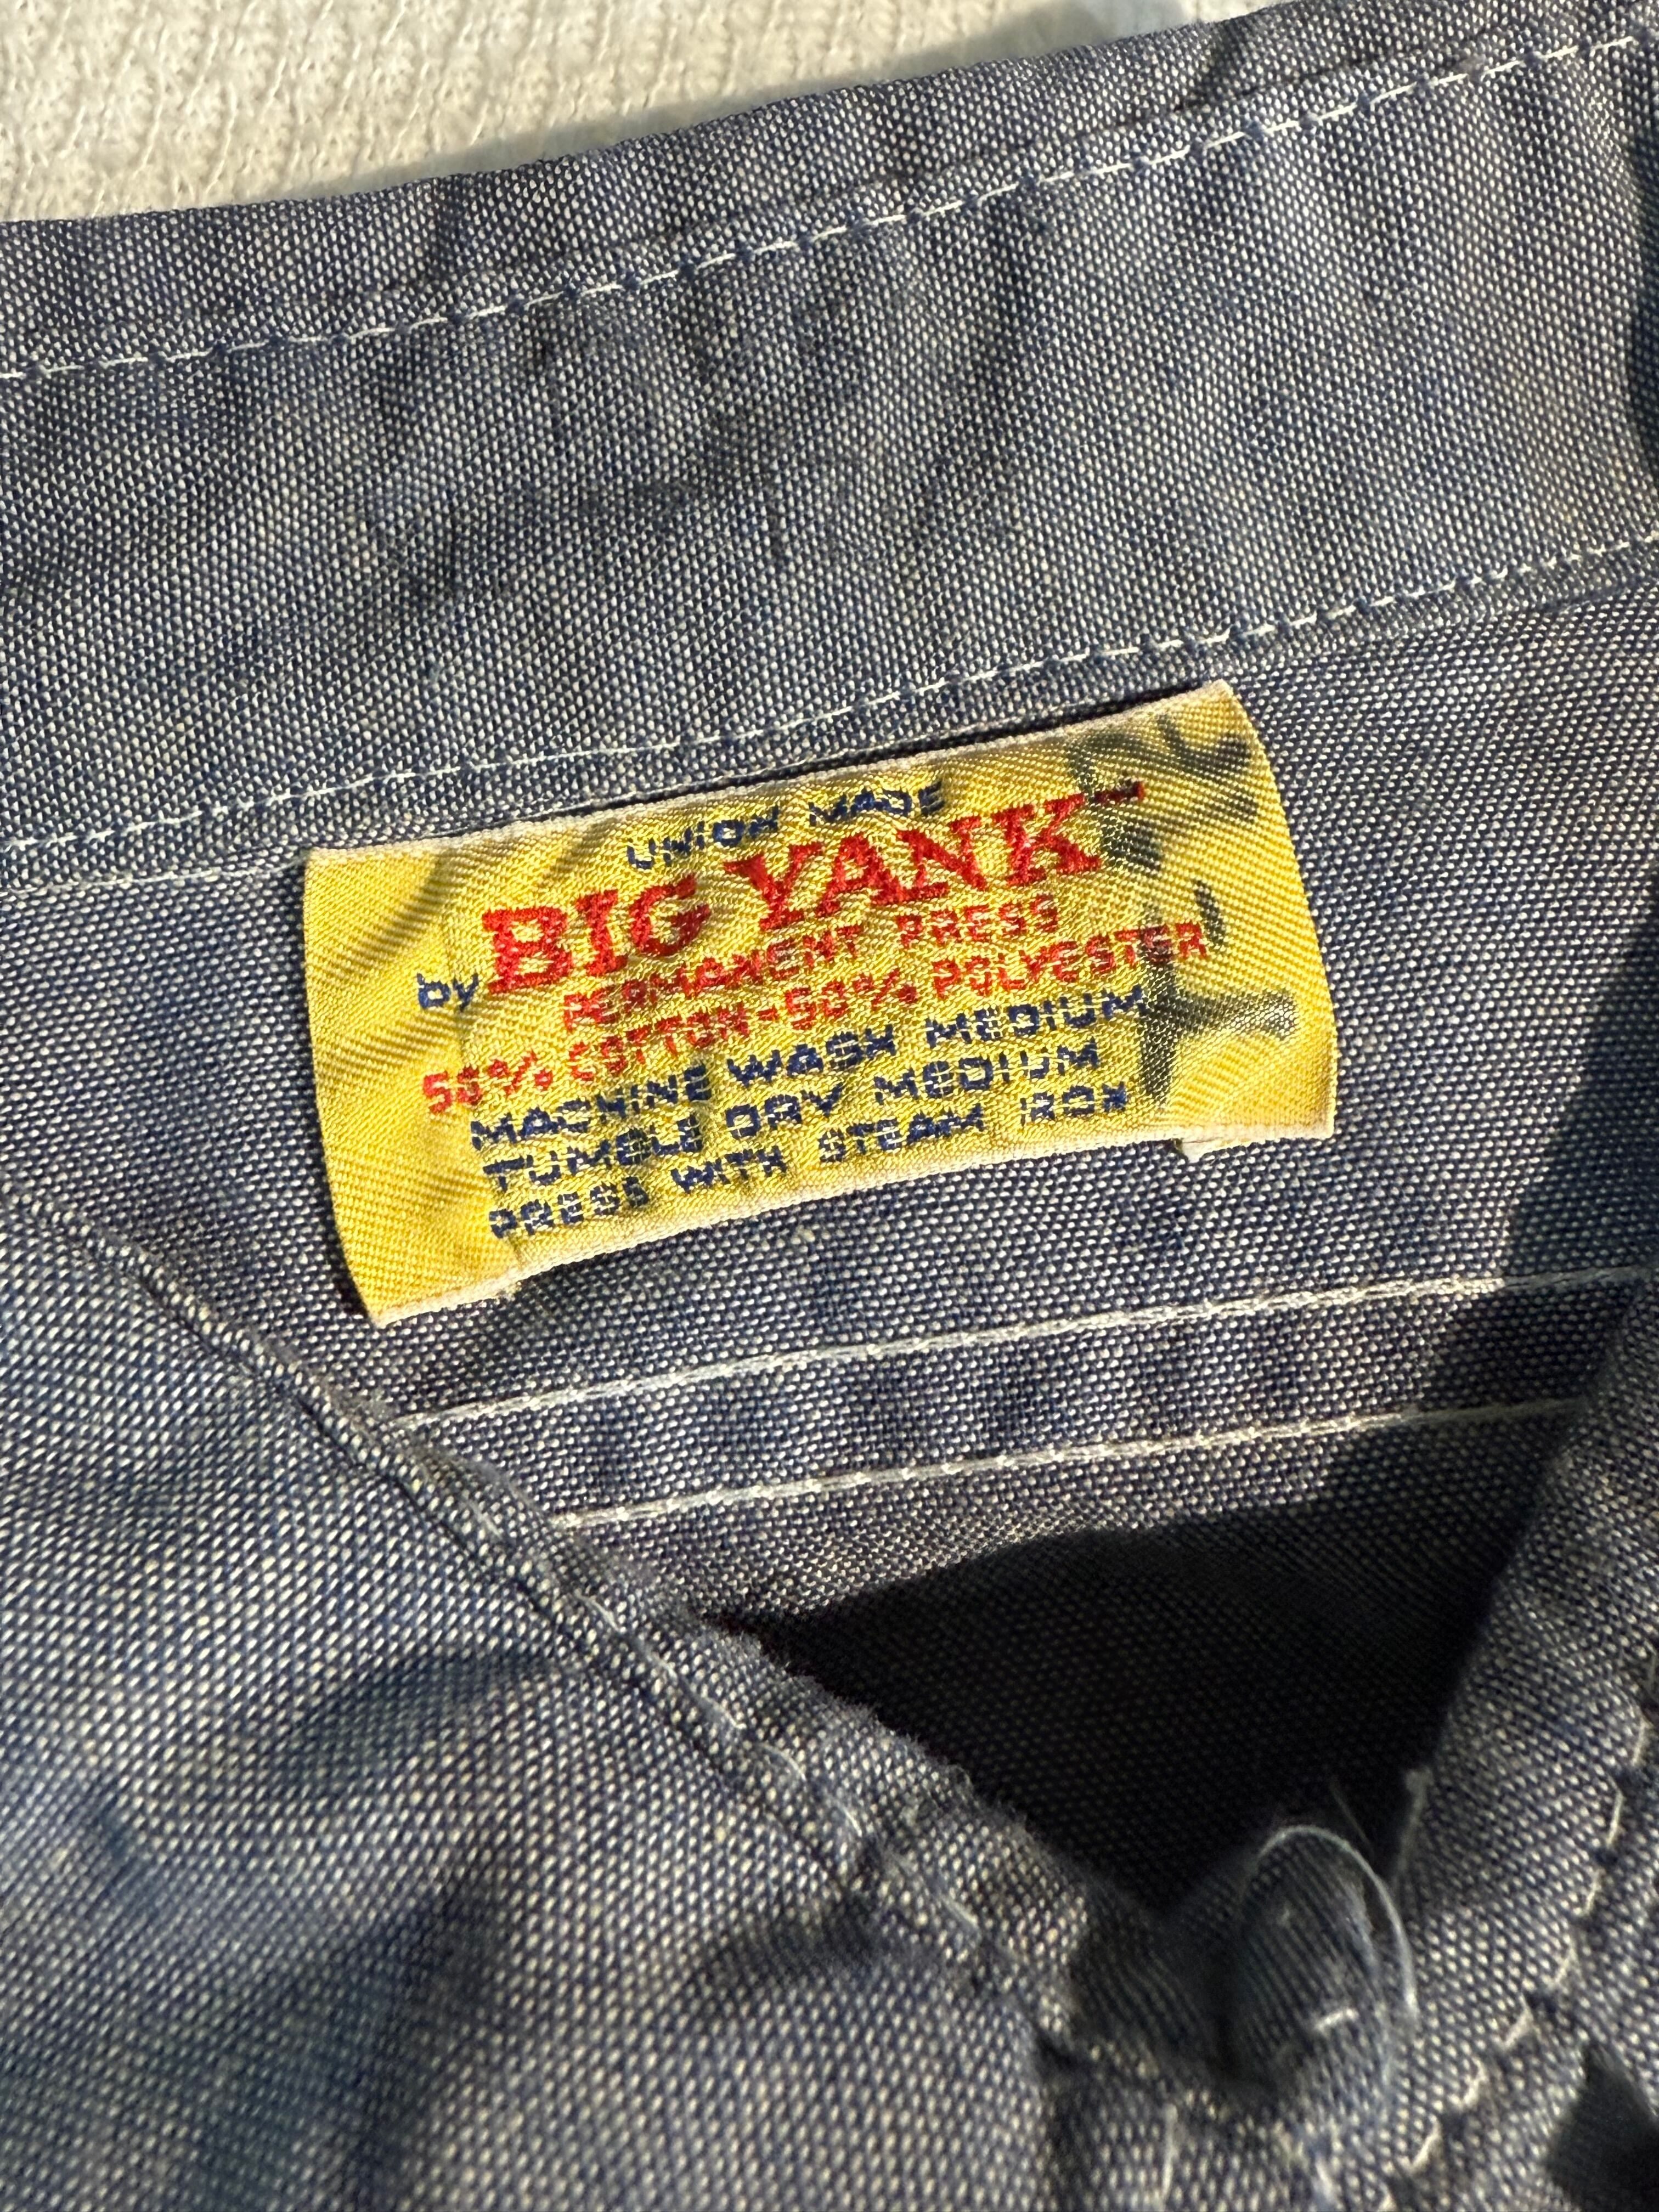 UNION MADE
by BIG YANK™
PERMANENT PRESS
50% COTTON-50% POLYESTER
MACHINE WASH MEDIUM
TUMBLE DRY MEDIUM
PRESS WITH STEAM IRON